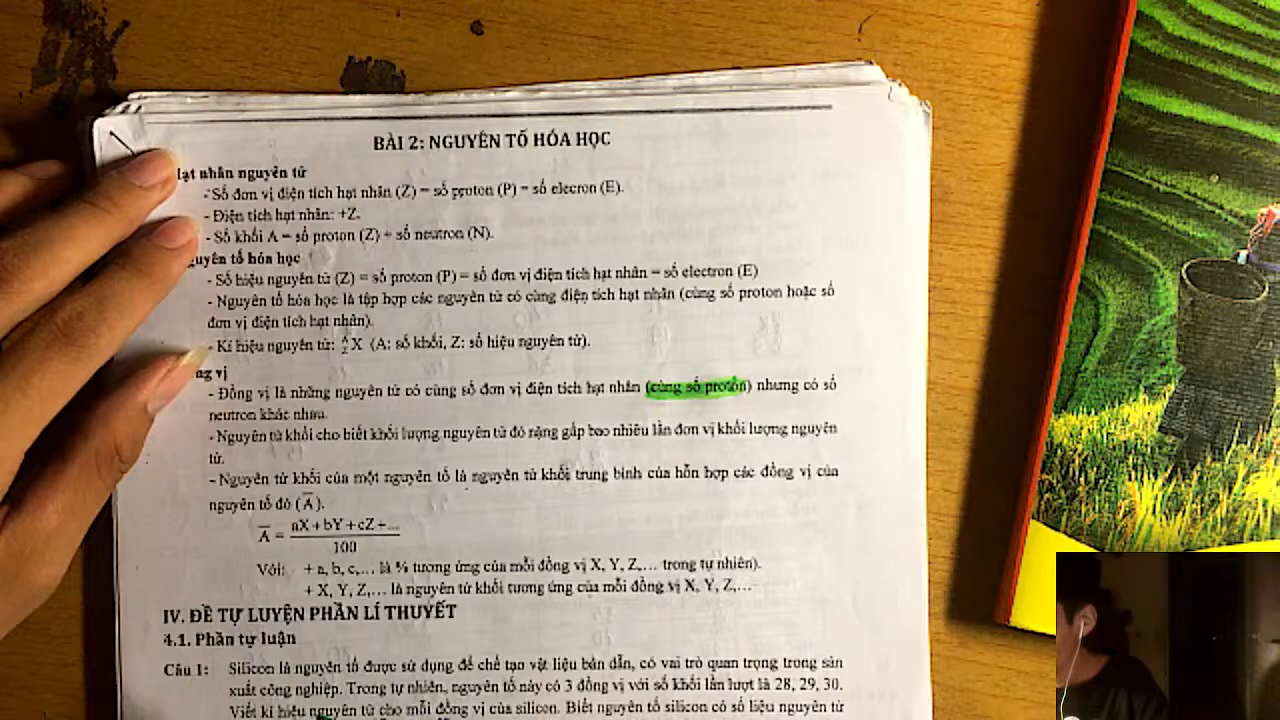 BÀI 2: NGUYÊN TỐ HÓA HỌC
ạt nhân nguyên tử
- Số đơn vị điện tích hạt nhân (Z) = số pproton (P) = số elecron (E).
- Điện tích hạt nhân: +Z.
- Số khối A = số proton (Z) + số neutron (N).
uyên tố hóa học
- Số hiệu nguyên tử (Z) = số proton (P) = số đơn vị điện tích hạt nhân = số electron (E)
- Nguyên tố hóa học là tập hợp các nguyên tử có cùng điện tích hạt nhân (cùng số proton hoặc số
đơn vị điện tích hạt nhân).
- Kí hiệu nguyên tử: ᴬ_Z X (A: số khối, Z: số hiệu nguyên tử).
ng vị
- Đồng vị là những nguyên tử có cùng số đơn vị điện tích hạt nhân (cùng số proton) nhưng có số
neutron khác nhau.
- Nguyên tử khối cho biết khối lượng nguyên tử đó nặng gấp bao nhiêu lần đơn vị khối lượng nguyên
tử.
- Nguyên tử khối của một nguyên tố là nguyên tử khối trung bình của hỗn hợp các đồng vị của
nguyên tố đó (A̅).
A̅ = (aX + bY + cZ + ...) / 100
Với: + a, b, c,... là % tương ứng của mỗi đồng vị X, Y, Z,... trong tự nhiên).
+ X, Y, Z,... là nguyên tử khối tương ứng của mỗi đồng vị X, Y, Z,...
IV. ĐỀ TỰ LUYỆN PHẦN LÍ THUYẾT
4.1. Phần tự luận
Câu 1: Silicon là nguyên tố được sử dụng để chế tạo vật liệu bán dẫn, có vai trò quan trọng trong sản
xuất công nghiệp. Trong tự nhiên, nguyên tố này có 3 đồng vị với số khối lần lượt là 28, 29, 30.
Viết kí hiệu nguyên tử cho mỗi đồng vị của silicon. Biết nguyên tố silicon có số liệu nguyên tử